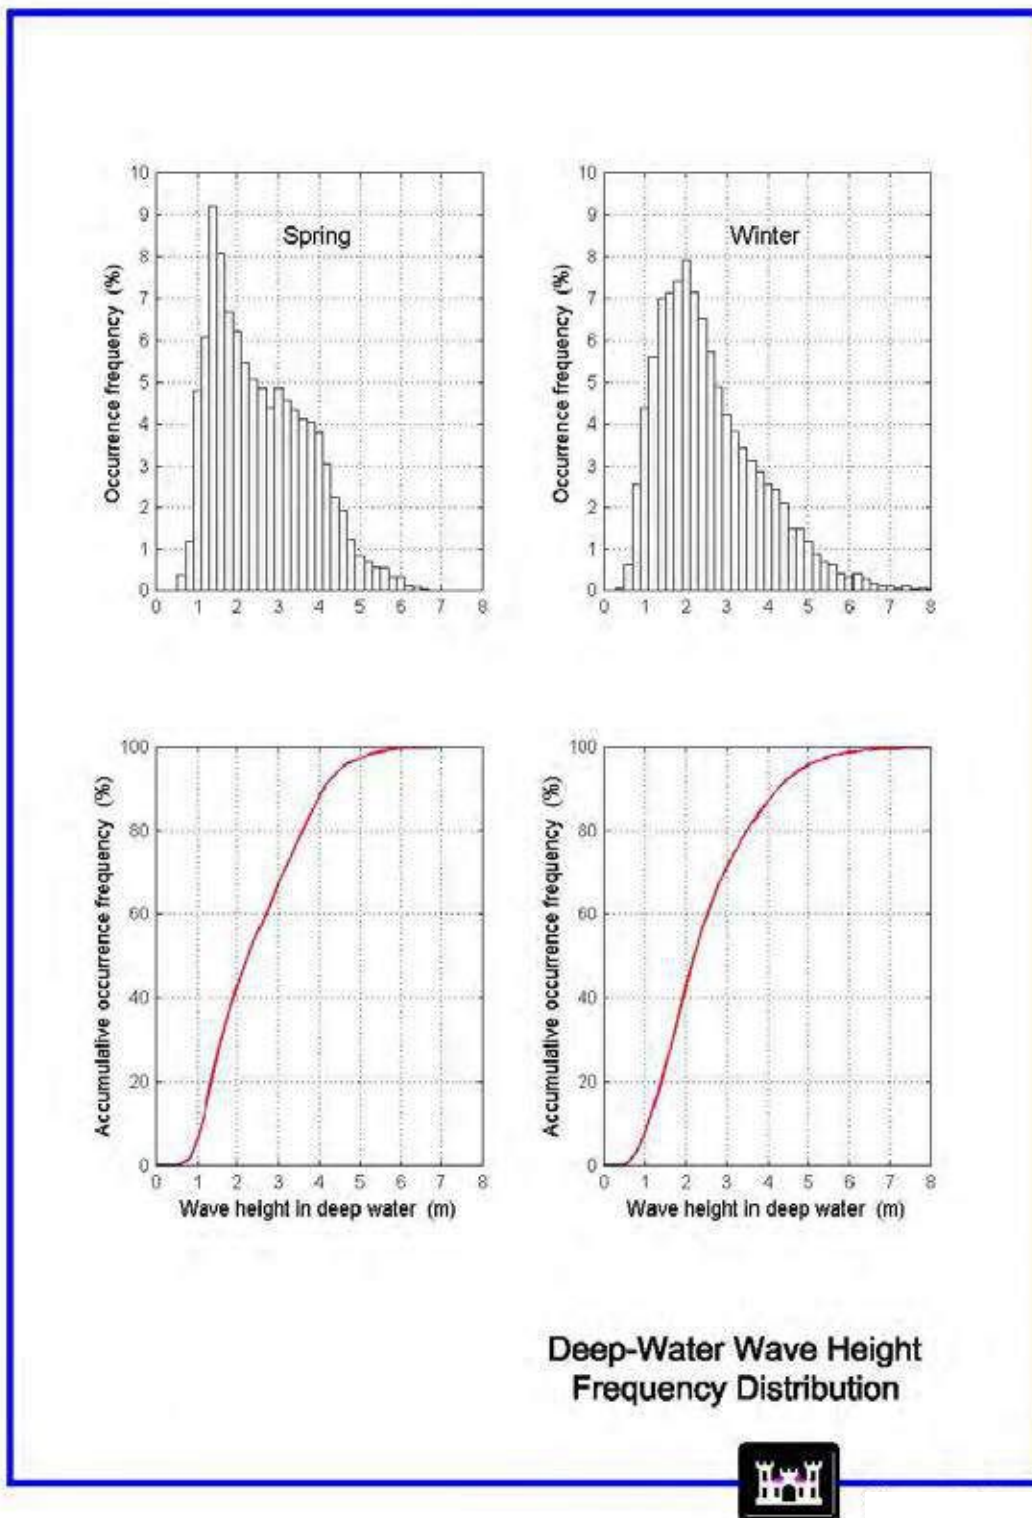 10
9
8
7
6
5
4
3
2
1
0
Occurrence frequency (%)
Spring
0 1 2 3 4 5 6 7 8
10
9
8
7
6
5
4
3
2
1
0
Occurrence frequency (%)
Winter
0 1 2 3 4 5 6 7 8
100
80
60
40
20
0
Accumulative occurrence frequency (%)
0 1 2 3 4 5 6 7 8
Wave height in deep water (m)
100
80
60
40
20
0
Accumulative occurrence frequency (%)
0 1 2 3 4 5 6 7 8
Wave height in deep water (m)
Deep-Water Wave Height
Frequency Distribution